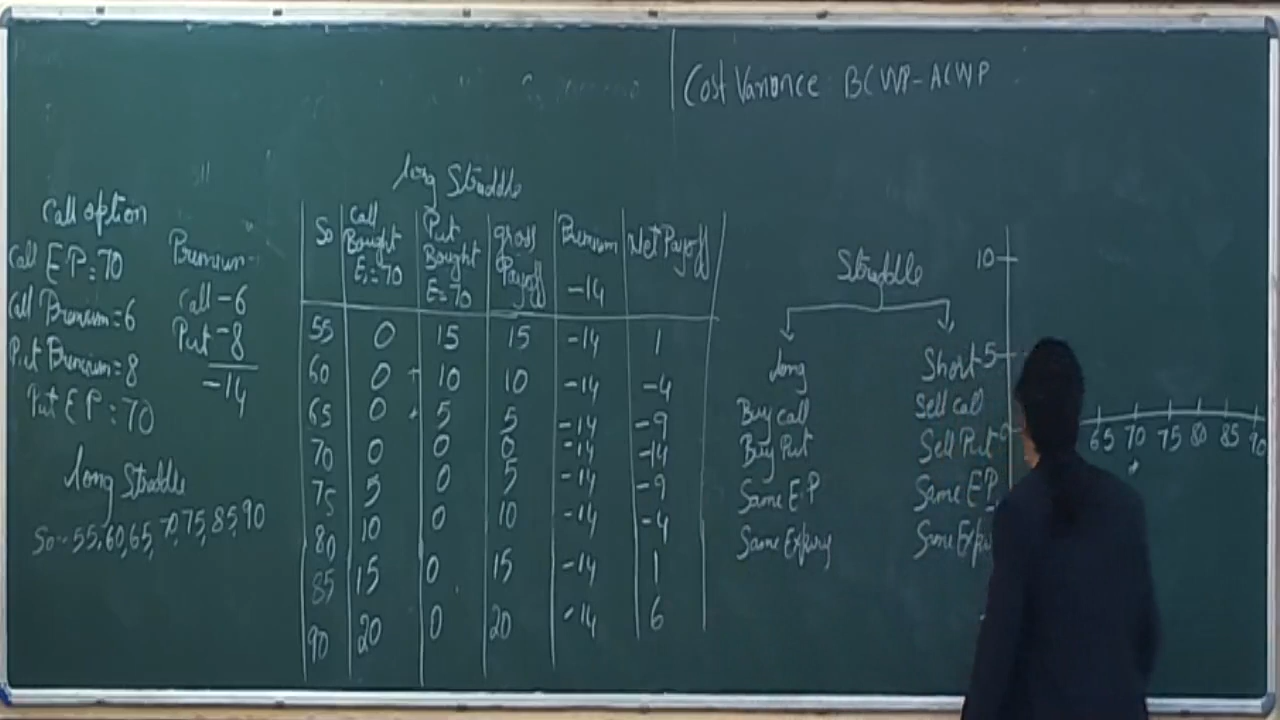 Cost Variance: BCWP-ACWP
long Straddle
Call option
Call EP=70
Call Premium=6
Put Premium=8
Put EP=70
Premium-
Call-6
Put-8
-14
long Straddle
So-55,60,65,70,75,85,90
So | Call Bought E=70 | Put Bought E=70 | gross Payoff | Premium -14 | Net Payoff
55 | 0 | 15 | 15 | -14 | 1
60 | 0 + | 10 | 10 | -14 | -4
65 | 0 | 5 | 5 | -14 | -9
70 | 0 | 0 | 0 | -14 | -14
75 | 5 | 0 | 5 | -14 | -9
80 | 10 | 0 | 10 | -14 | -4
85 | 15 | 0 | 15 | -14 | 1
90 | 20 | 0 | 20 | -14 | 6
Straddle
long
Buy call
Buy Put
Same E.P
Same Expiry
Short
Sell call
Sell Put
Same E.P
Same
10
5
65 70 75 80 85 90